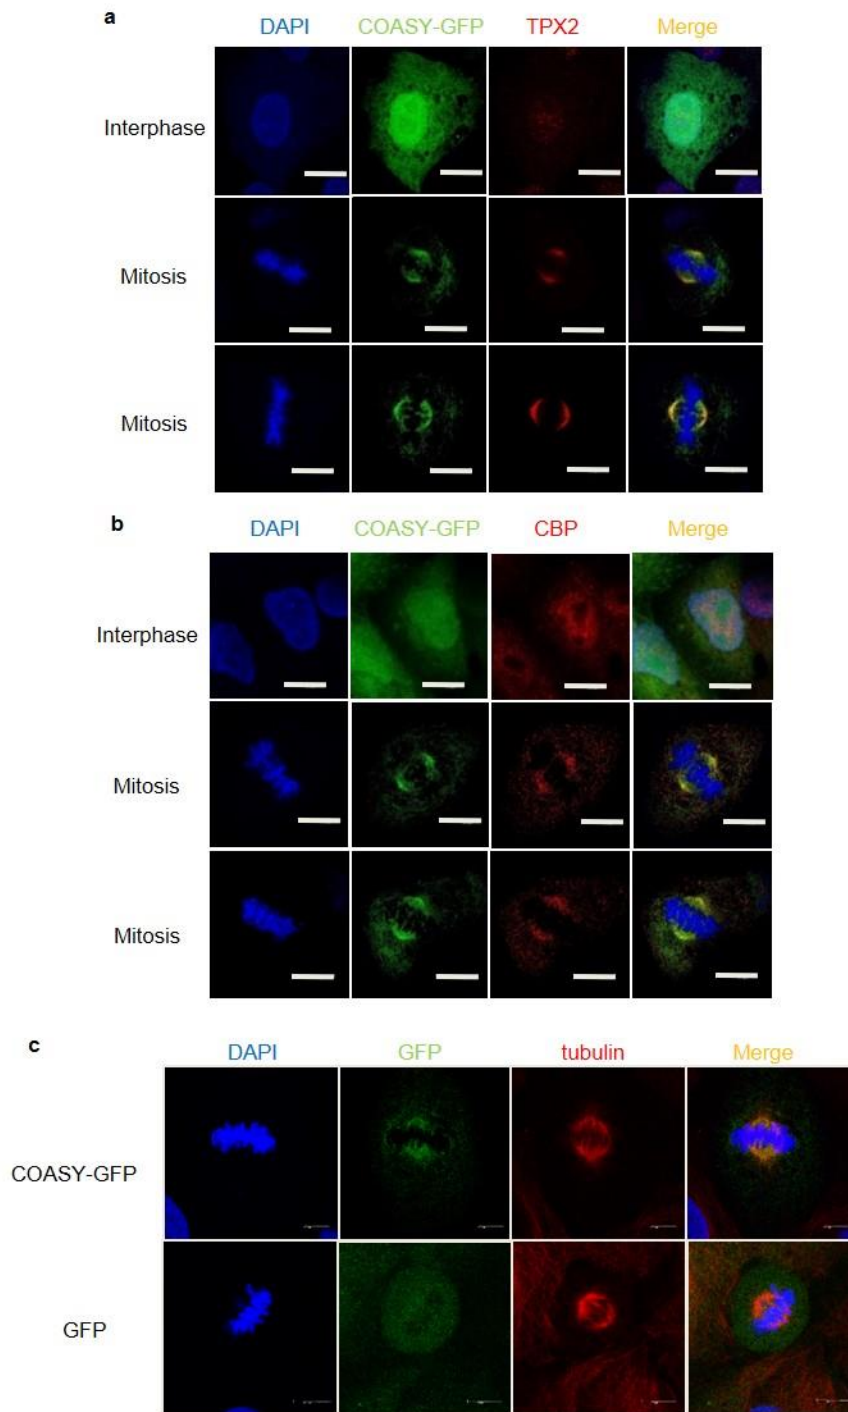 a
DAPI COASY-GFP TPX2 Merge
Interphase
Mitosis
Mitosis
b
DAPI COASY-GFP CBP Merge
Interphase
Mitosis
Mitosis
c
DAPI GFP tubulin Merge
COASY-GFP
GFP